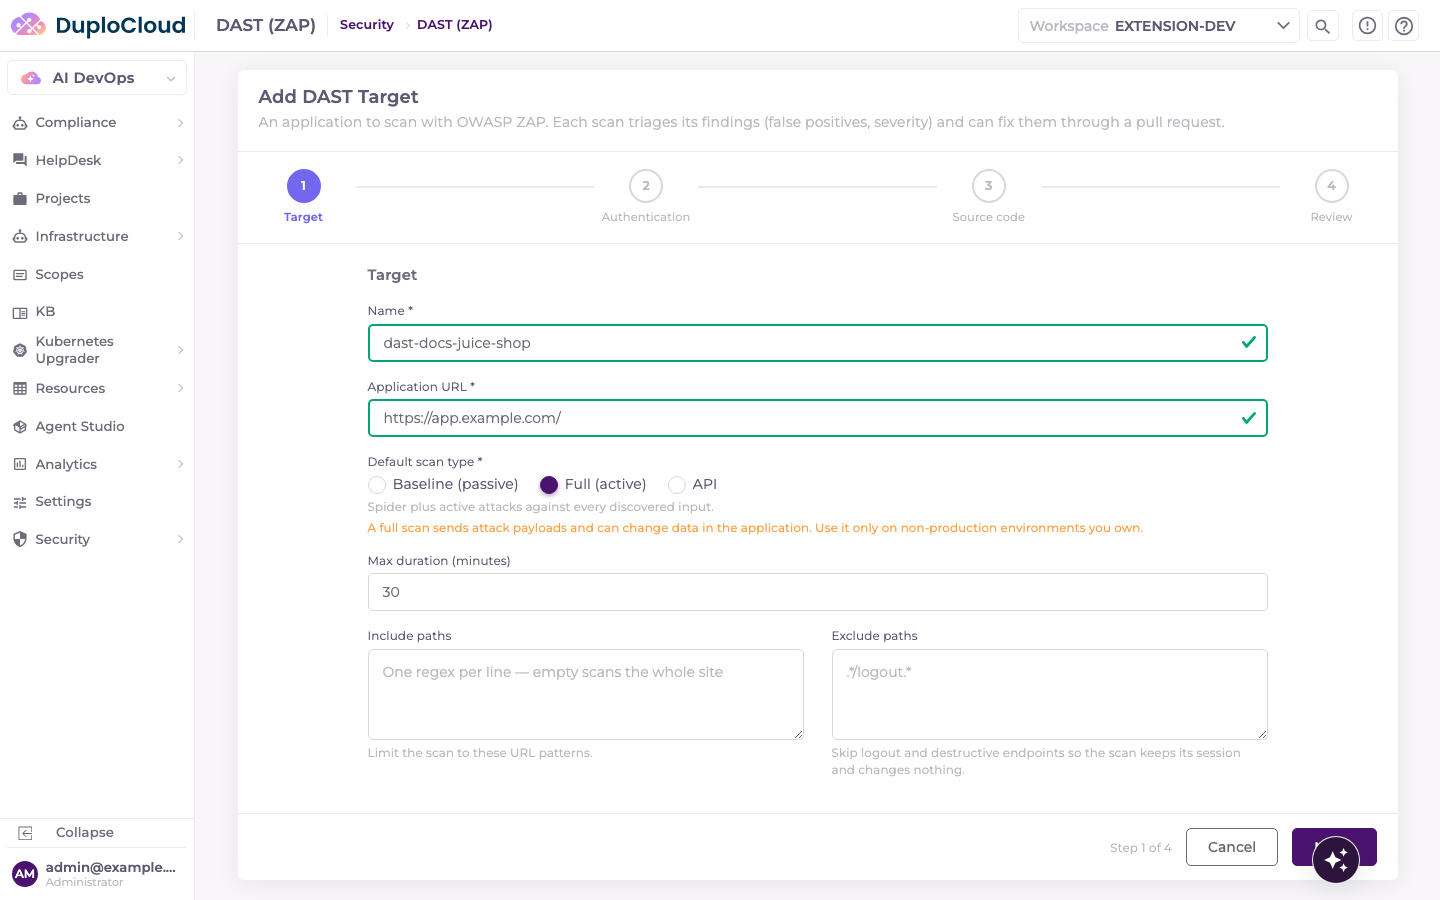 DuploCloud
DAST (ZAP)
Security
DAST (ZAP)
Workspace EXTENSION-DEV
AI DevOps
Compliance
HelpDesk
Projects
Infrastructure
Scopes
KB
Kubernetes
Upgrader
Resources
Agent Studio
Analytics
Settings
Security
Collapse
AM
admin@example....
Administrator
Add DAST Target
An application to scan with OWASP ZAP. Each scan triages its findings (false positives, severity) and can fix them through a pull request.
1
Target
2
Authentication
3
Source code
4
Review
Target
Name *
dast-docs-juice-shop
Application URL *
https://app.example.com/
Default scan type *
Baseline (passive)
Full (active)
API
Spider plus active attacks against every discovered input.
A full scan sends attack payloads and can change data in the application. Use it only on non-production environments you own.
Max duration (minutes)
30
Include paths
One regex per line — empty scans the whole site
Limit the scan to these URL patterns.
Exclude paths
.*/logout.*
Skip logout and destructive endpoints so the scan keeps its session
and changes nothing.
Step 1 of 4
Cancel